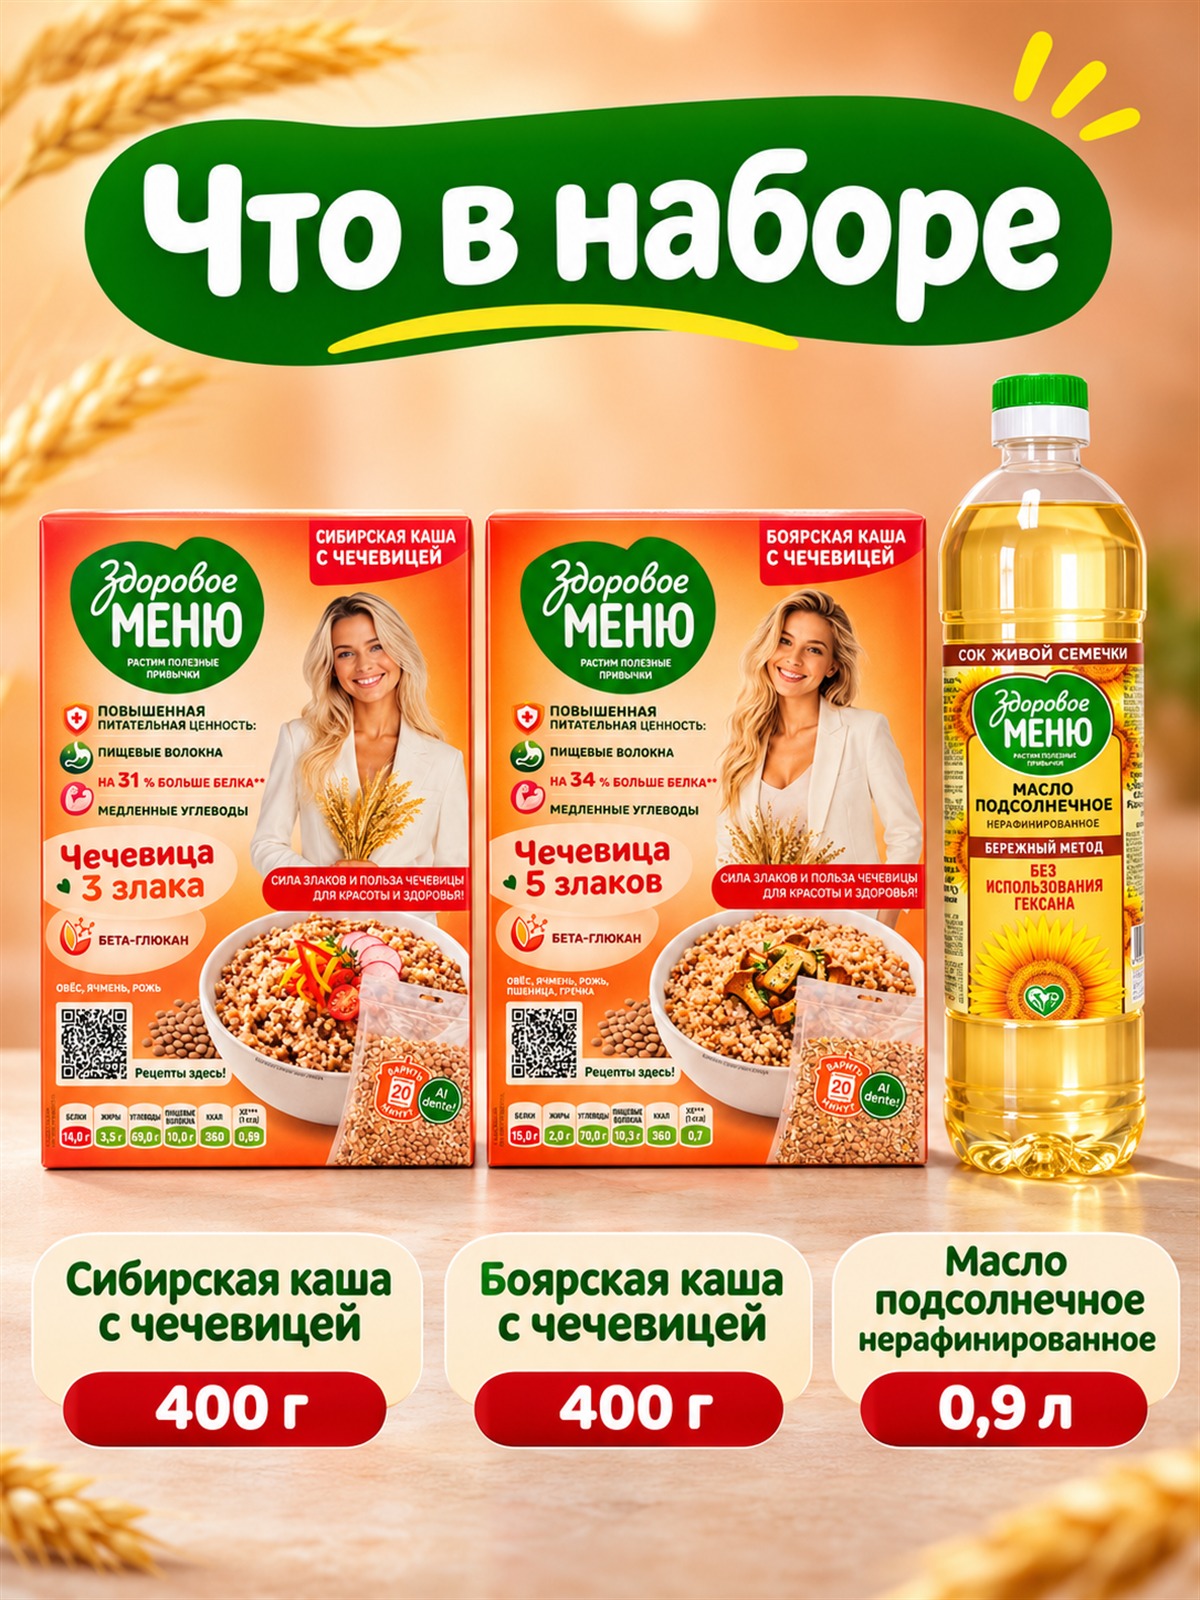 Что в наборе
СИБИРСКАЯ КАША
С ЧЕЧЕВИЦЕЙ
Здоровое
МЕНЮ
РАСТИМ ПОЛЕЗНЫЕ
ПРИВЫЧКИ
ПОВЫШЕННАЯ
ПИТАТЕЛЬНАЯ ЦЕННОСТЬ:
ПИЩЕВЫЕ ВОЛОКНА
НА 31 % БОЛЬШЕ БЕЛКА**
МЕДЛЕННЫЕ УГЛЕВОДЫ
Чечевица
3 злака
СИЛА ЗЛАКОВ И ПОЛЬЗА ЧЕЧЕВИЦЫ
ДЛЯ КРАСОТЫ И ЗДОРОВЬЯ!
БЕТА-ГЛЮКАН
ОВЁС, ЯЧМЕНЬ, РОЖЬ
Рецепты здесь!
ВАРИТЬ
20
МИНУТ
Al
dente!
БЕЛКИ ЖИРЫ УГЛЕВОДЫ ПИЩЕВЫЕ ВОЛОКНА ККАЛ ХЕ***
14,0 г 3,5 г 69,0 г 10,0 г 360 0,69
БОЯРСКАЯ КАША
С ЧЕЧЕВИЦЕЙ
Здоровое
МЕНЮ
РАСТИМ ПОЛЕЗНЫЕ
ПРИВЫЧКИ
ПОВЫШЕННАЯ
ПИТАТЕЛЬНАЯ ЦЕННОСТЬ:
ПИЩЕВЫЕ ВОЛОКНА
НА 34 % БОЛЬШЕ БЕЛКА**
МЕДЛЕННЫЕ УГЛЕВОДЫ
Чечевица
5 злаков
СИЛА ЗЛАКОВ И ПОЛЬЗА ЧЕЧЕВИЦЫ
ДЛЯ КРАСОТЫ И ЗДОРОВЬЯ!
БЕТА-ГЛЮКАН
ОВЁС, ЯЧМЕНЬ, РОЖЬ,
ПШЕНИЦА, ГРЕЧКА
Рецепты здесь!
ВАРИТЬ
20
МИНУТ
Al
dente!
БЕЛКИ ЖИРЫ УГЛЕВОДЫ ПИЩЕВЫЕ ВОЛОКНА ККАЛ ХЕ***
15,0 г 2,0 г 70,0 г 10,3 г 360 0,7
СОК ЖИВОЙ СЕМЕЧКИ
Здоровое
МЕНЮ
РАСТИМ ПОЛЕЗНЫЕ
ПРИВЫЧКИ
МАСЛО
ПОДСОЛНЕЧНОЕ
НЕРАФИНИРОВАННОЕ
БЕРЕЖНЫЙ МЕТОД
БЕЗ
ИСПОЛЬЗОВАНИЯ
ГЕКСАНА
Сибирская каша
с чечевицей
400 г
Боярская каша
с чечевицей
400 г
Масло
подсолнечное
нерафинированное
0,9 л